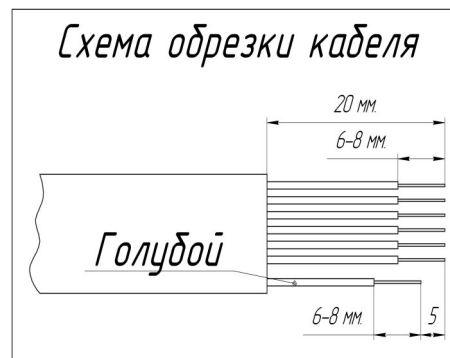 Схема обрезки кабеля
20 мм.
6-8 мм.
Голубой
6-8 мм. 5